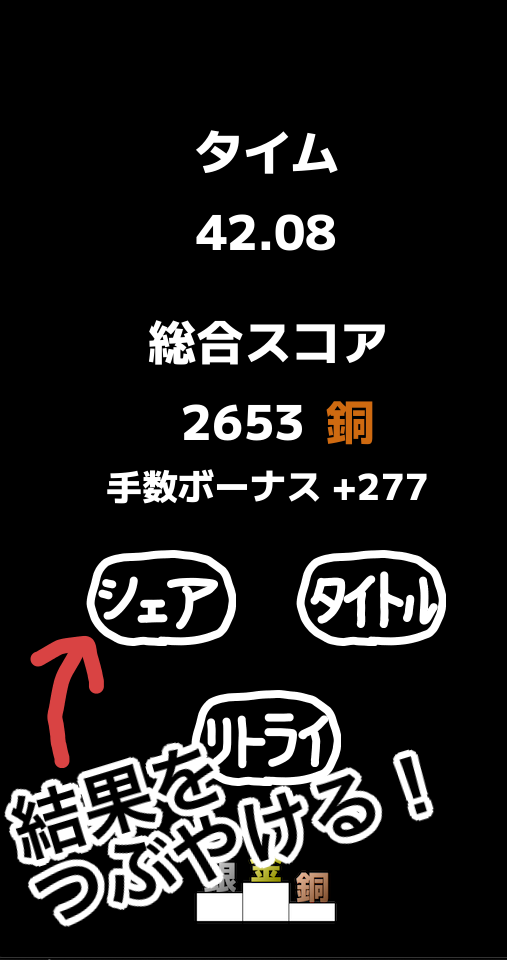 タイム
42.08
総合スコア
2653 銅
手数ボーナス +277
シェア
タイトル
リトライ
結果を
つぶやける！
銀 金 銅